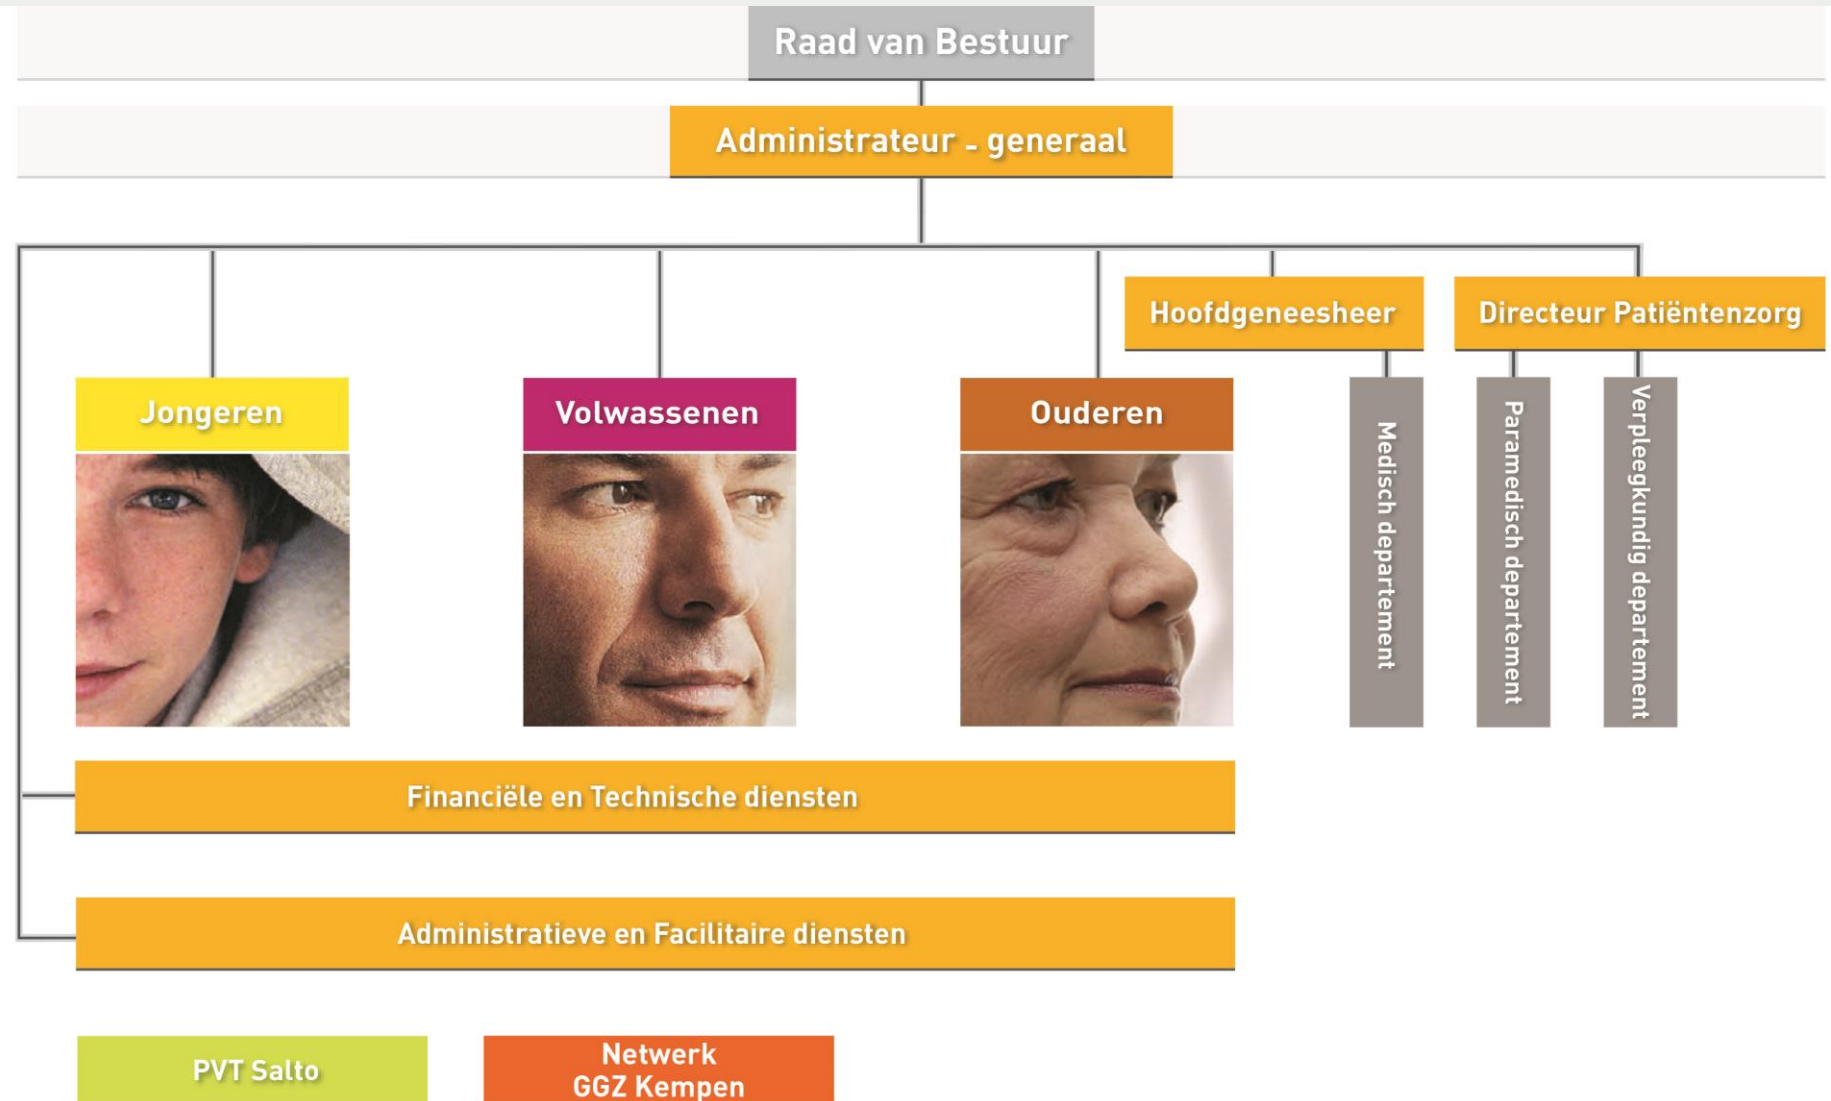 Raad van Bestuur
Administrateur - generaal
Hoofdgeneesheer
Directeur Patiëntenzorg
Jongeren
Volwassenen
Ouderen
Medisch departement
Paramedisch departement
Verpleegkundig departement
Financiële en Technische diensten
Administratieve en Facilitaire diensten
PVT Salto
Netwerk
GGZ Kempen